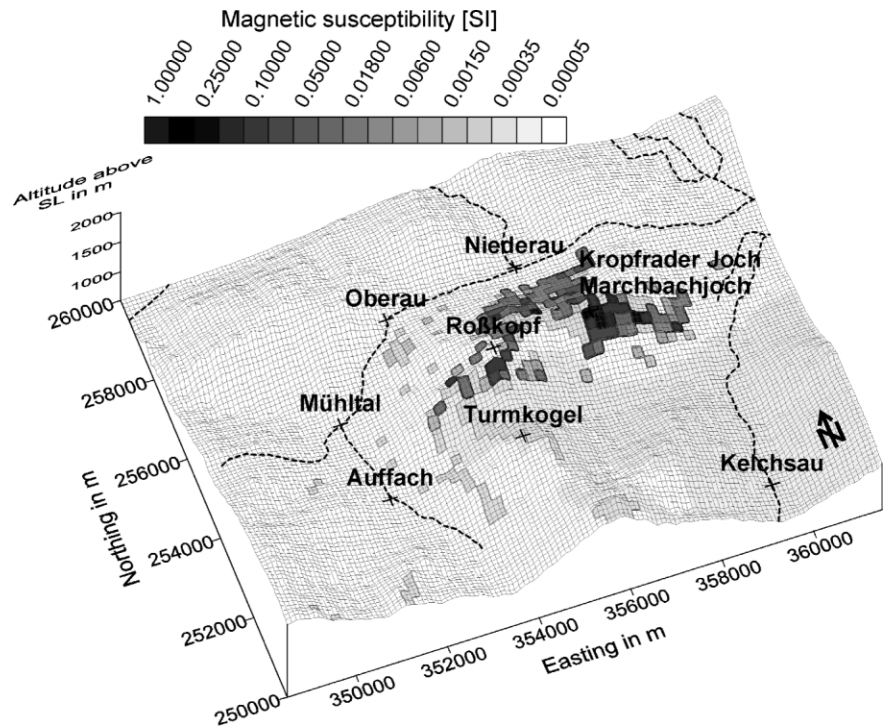 Magnetic susceptibility [SI]
1.00000
0.25000
0.10000
0.05000
0.01800
0.00600
0.00150
0.00035
0.00005
Altitude above
SL in m
2000
1500
1000
Niederau
Kropfrader Joch
Marchbachjoch
Oberau
Roßkopf
Mühltal
Turmkogel
Auffach
Kelchsau
N
260000
258000
256000
254000
252000
250000
Northing in m
350000
352000
354000
356000
358000
360000
Easting in m